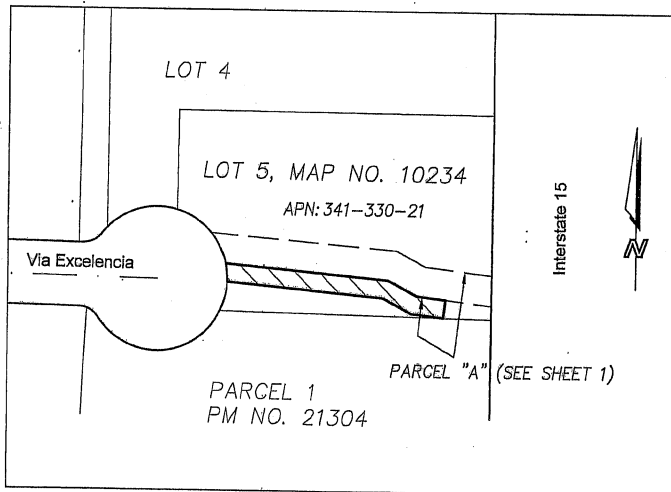 LOT 4
LOT 5, MAP NO. 10234
APN: 341-330-21
Via Excelencia
Interstate 15
N
PARCEL "A" (SEE SHEET 1)
PARCEL 1
PM NO. 21304